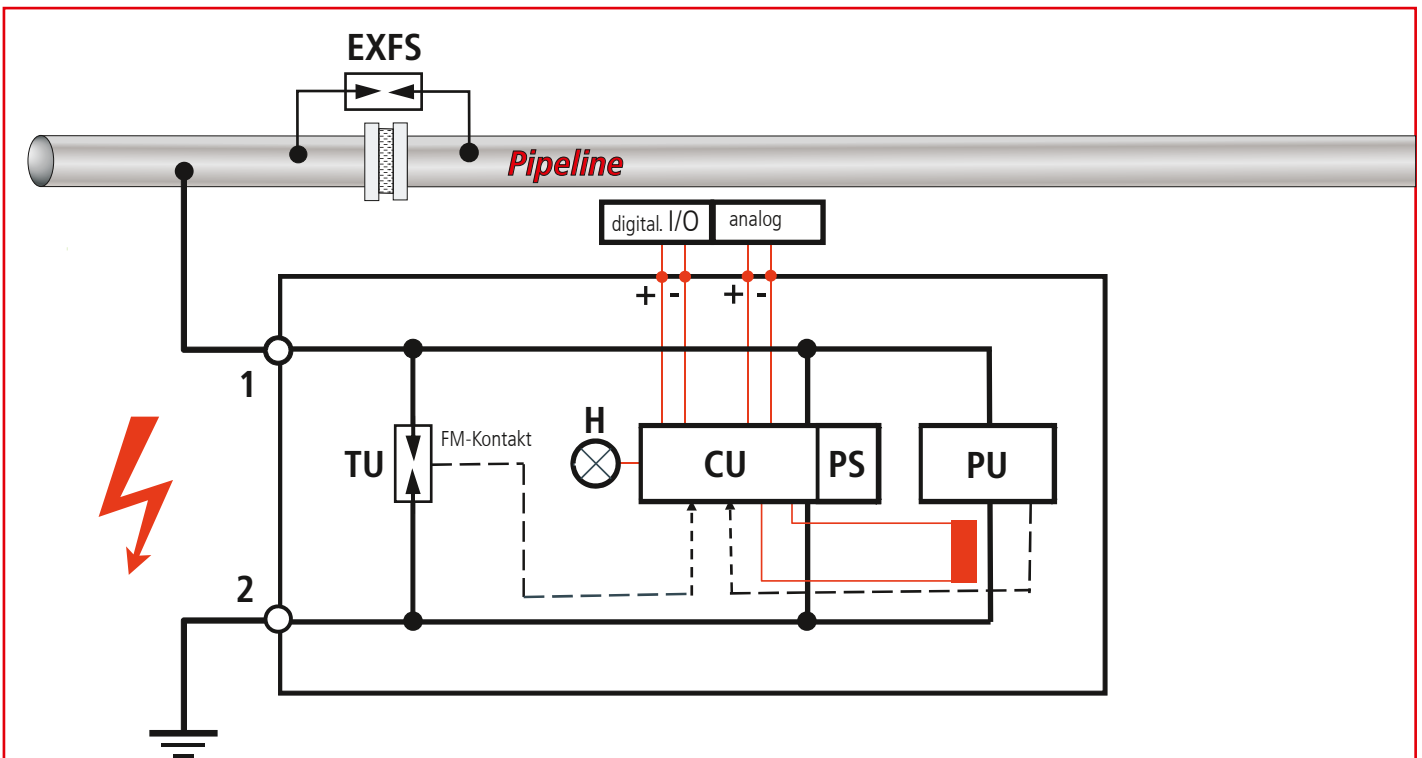 EXFS
Pipeline
digital. I/O analog
+ - + -
1
H
FM-Kontakt
TU CU PS PU
2